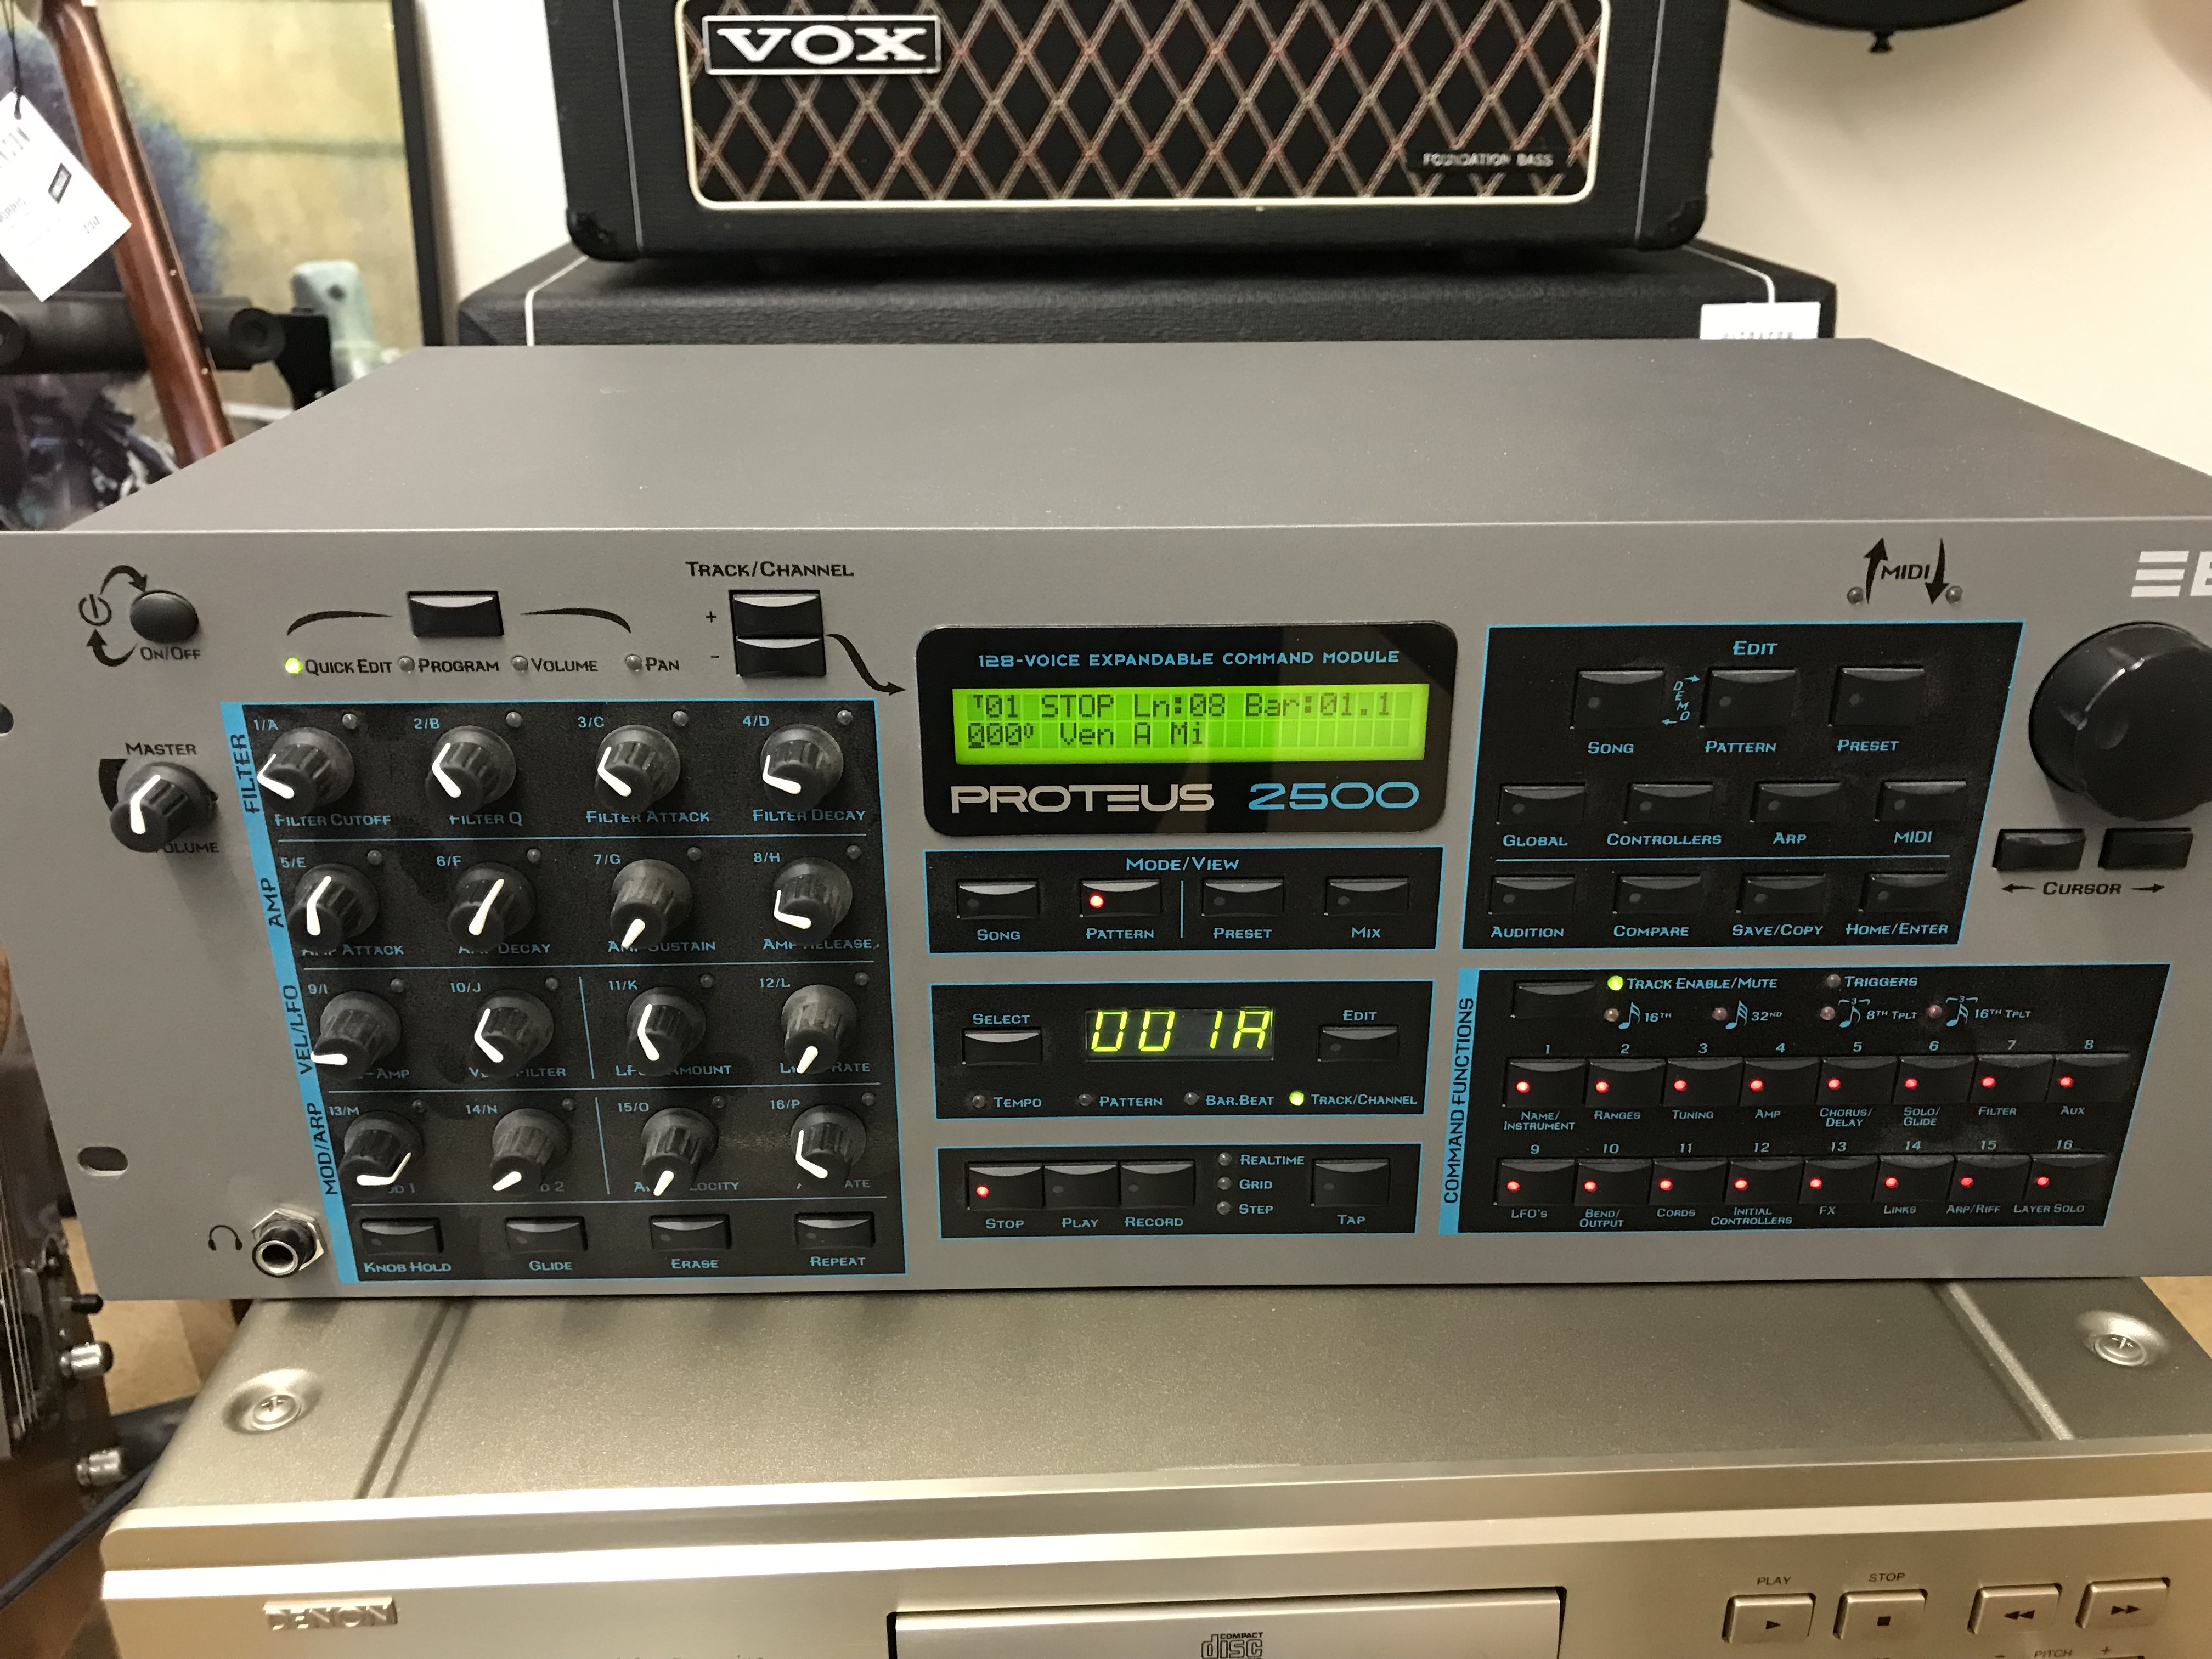 VOX
FOUNDATION BASS
ON/OFF
QUICK EDIT
PROGRAM
VOLUME
PAN
TRACK/CHANNEL
+
-
MASTER
FILTER
1/A
2/B
3/C
4/D
FILTER CUTOFF
FILTER Q
FILTER ATTACK
FILTER DECAY
AMP
5/E
6/F
7/G
8/H
ATTACK
DECAY
AMP RELEASE
VEL/LFO
9/I
10/J
11/K
12/L
MOD/ARP
13/M
14/N
15/O
16/P
KNOB HOLD
GLIDE
ERASE
REPEAT
128-VOICE EXPANDABLE COMMAND MODULE
T01 STOP Ln:08 Bar:01.1
000 Ven A Mi
PROTEUS 2500
MODE/VIEW
SONG
PATTERN
PRESET
MIX
SELECT
001A
EDIT
TEMPO
PATTERN
BAR.BEAT
TRACK/CHANNEL
STOP
PLAY
RECORD
REALTIME
GRID
STEP
TAP
MIDI
EDIT
SONG
DEMO
PATTERN
PRESET
GLOBAL
CONTROLLERS
ARP
MIDI
AUDITION
COMPARE
SAVE/COPY
HOME/ENTER
CURSOR
COMMAND FUNCTIONS
TRACK ENABLE/MUTE
TRIGGERS
16TH
32ND
3
8TH TPLT
3
16TH TPLT
1 2 3 4 5 6 7 8
NAME/
INSTRUMENT
RANGES
TUNING
AMP
CHORUS/
DELAY
SOLO/
GLIDE
FILTER
AUX
9 10 11 12 13 14 15 16
LFO'S
BEND/
OUTPUT
CORDS
INITIAL
CONTROLLERS
FX
LINKS
ARP/RIFF
LAYER SOLO
DENON
COMPACT
disc
PLAY
STOP
- PITCH +